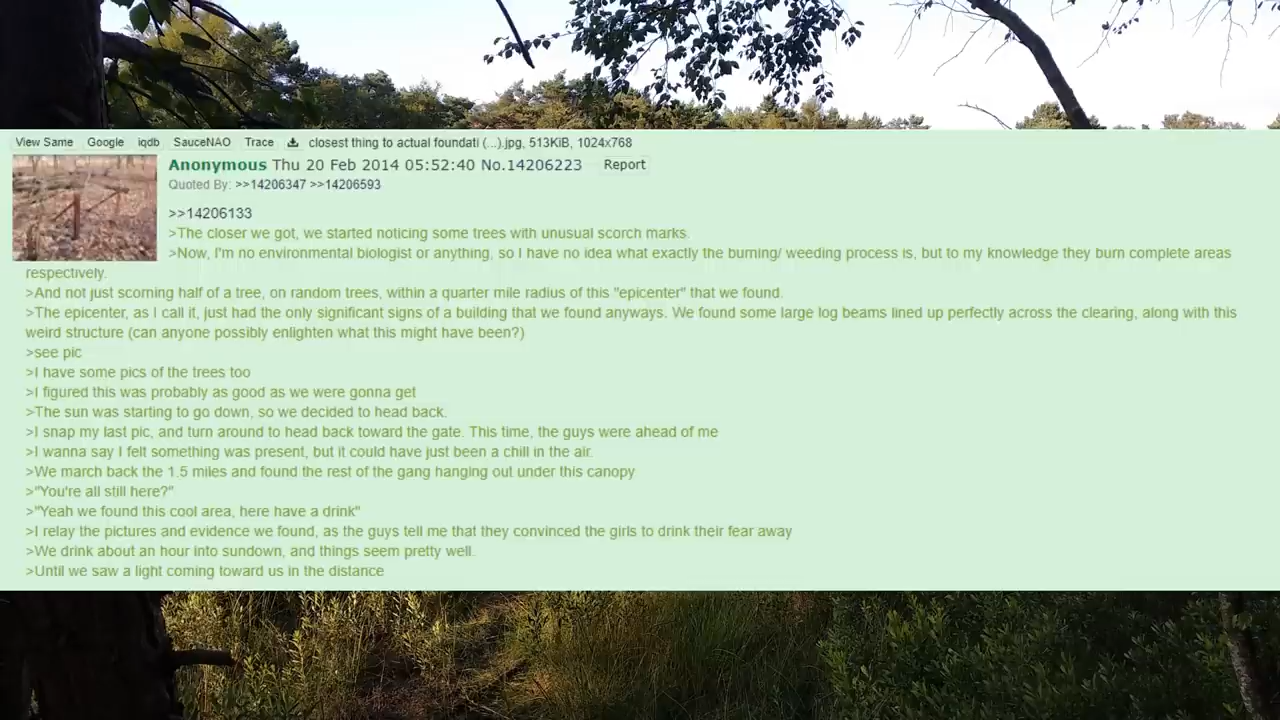 View Same Google iqdb SauceNAO Trace closest thing to actual foundati (...).jpg, 513KiB, 1024x768
Anonymous Thu 20 Feb 2014 05:52:40 No.14206223 Report
Quoted By: >>14206347 >>14206593
>>14206133
>The closer we got, we started noticing some trees with unusual scorch marks.
>Now, I'm no environmental biologist or anything, so I have no idea what exactly the burning/ weeding process is, but to my knowledge they burn complete areas
respectively.
>And not just scorning half of a tree, on random trees, within a quarter mile radius of this "epicenter" that we found.
>The epicenter, as I call it, just had the only significant signs of a building that we found anyways. We found some large log beams lined up perfectly across the clearing, along with this
weird structure (can anyone possibly enlighten what this might have been?)
>see pic
>I have some pics of the trees too
>I figured this was probably as good as we were gonna get
>The sun was starting to go down, so we decided to head back.
>I snap my last pic, and turn around to head back toward the gate. This time, the guys were ahead of me
>I wanna say I felt something was present, but it could have just been a chill in the air.
>We march back the 1.5 miles and found the rest of the gang hanging out under this canopy
>"You're all still here?"
>"Yeah we found this cool area, here have a drink"
>I relay the pictures and evidence we found, as the guys tell me that they convinced the girls to drink their fear away
>We drink about an hour into sundown, and things seem pretty well.
>Until we saw a light coming toward us in the distance